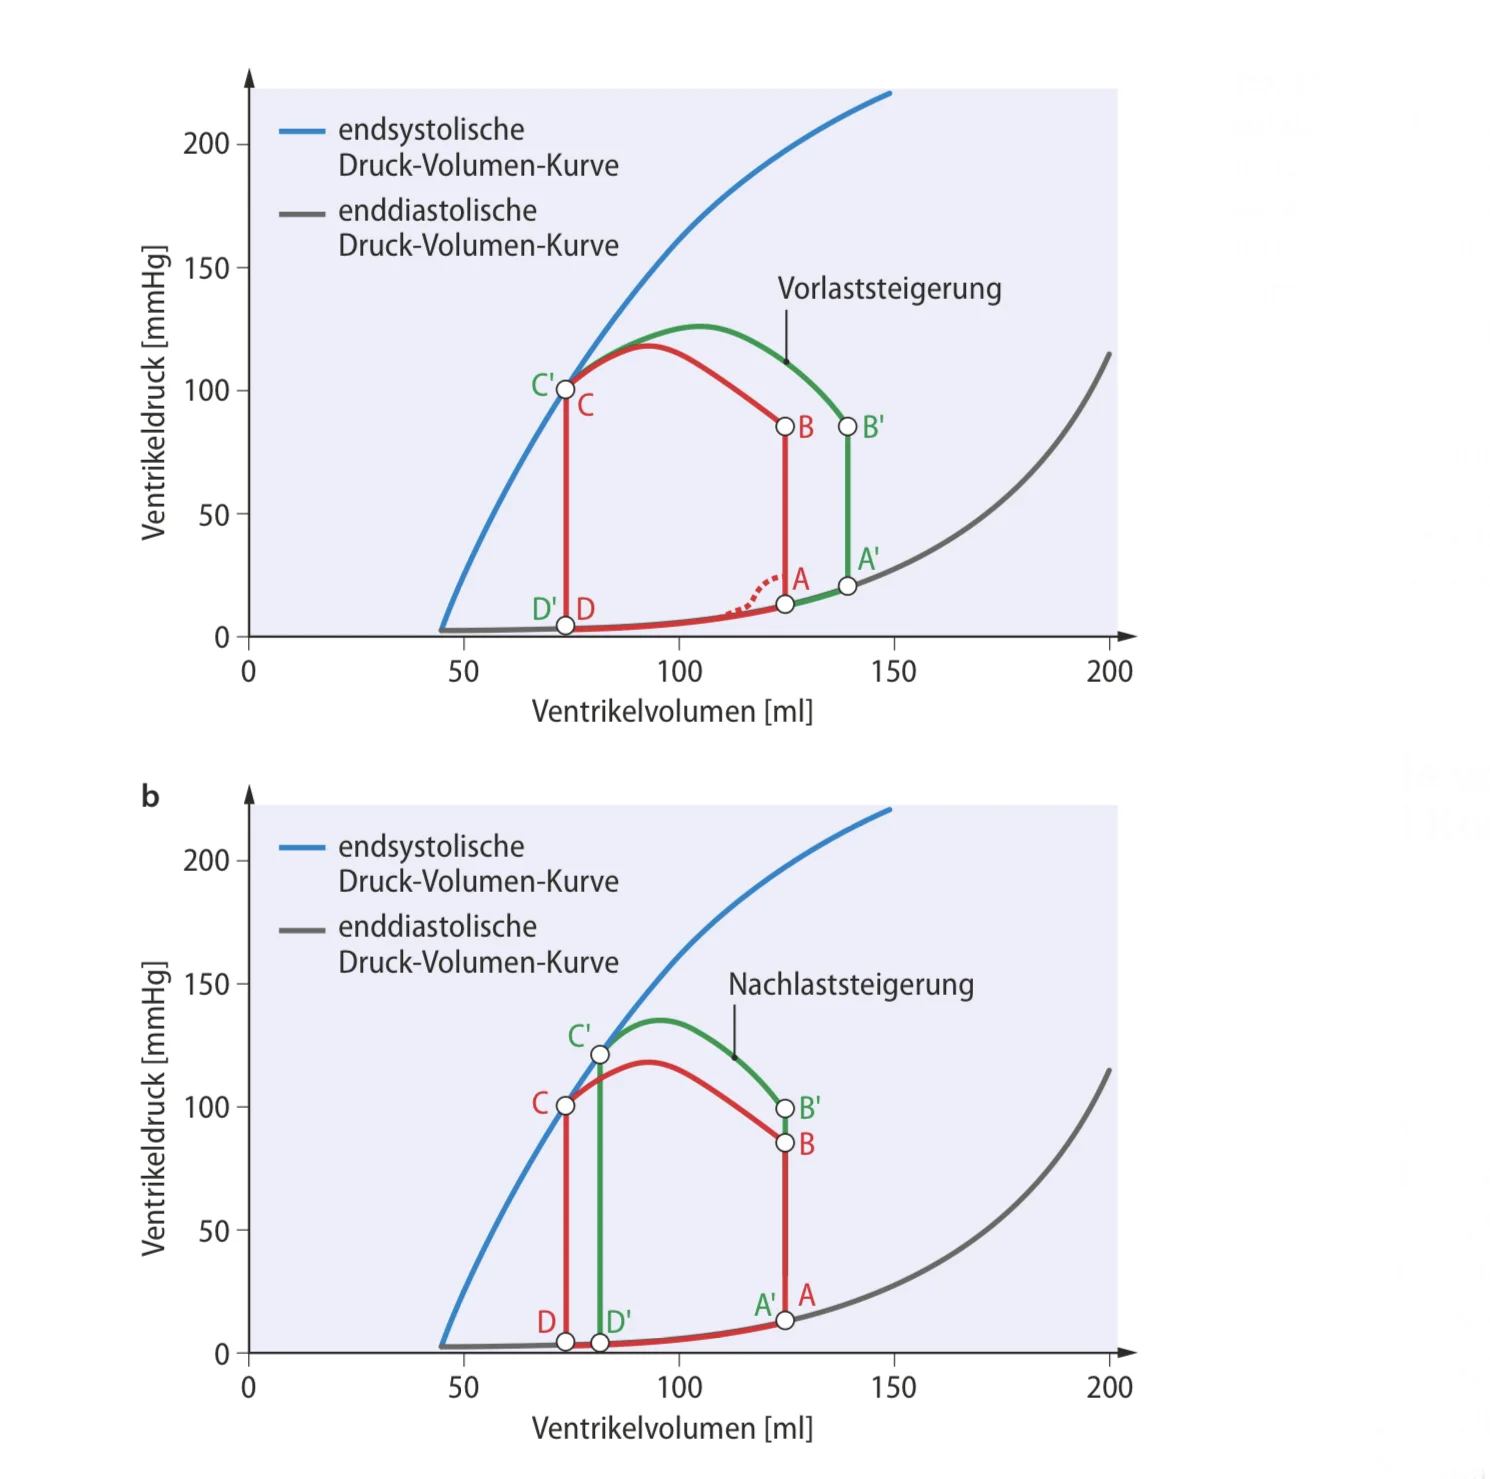 endsystolische
Druck-Volumen-Kurve
enddiastolische
Druck-Volumen-Kurve
Vorlaststeigerung
Ventrikeldruck [mmHg]
200
150
100
50
0
C'
C
B
B'
A
A'
D'
D
0
50
100
150
200
Ventrikelvolumen [ml]
b
endsystolische
Druck-Volumen-Kurve
enddiastolische
Druck-Volumen-Kurve
Nachlaststeigerung
Ventrikeldruck [mmHg]
200
150
100
50
0
C'
C
B'
B
A'
A
D
D'
0
50
100
150
200
Ventrikelvolumen [ml]